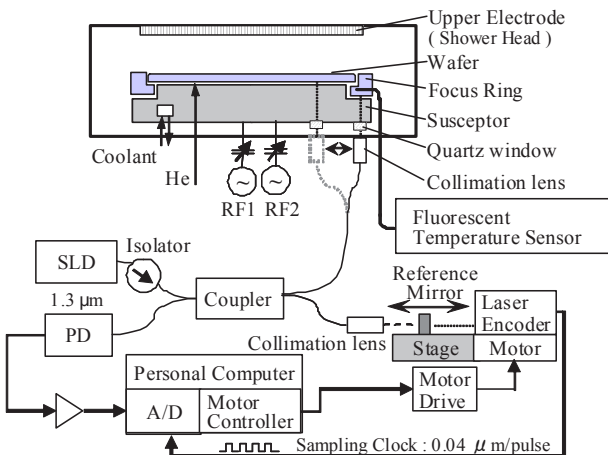 Upper Electrode
( Shower Head )
Wafer
Focus Ring
Susceptor
Quartz window
Collimation lens
Coolant
He
RF1
RF2
Fluorescent
Temperature Sensor
Isolator
SLD
1.3 μm
PD
Coupler
Reference
Mirror
Laser
Encoder
Collimation lens
Stage
Motor
Personal Computer
A/D
Motor
Controller
Motor
Drive
Sampling Clock : 0.04 μ m/pulse